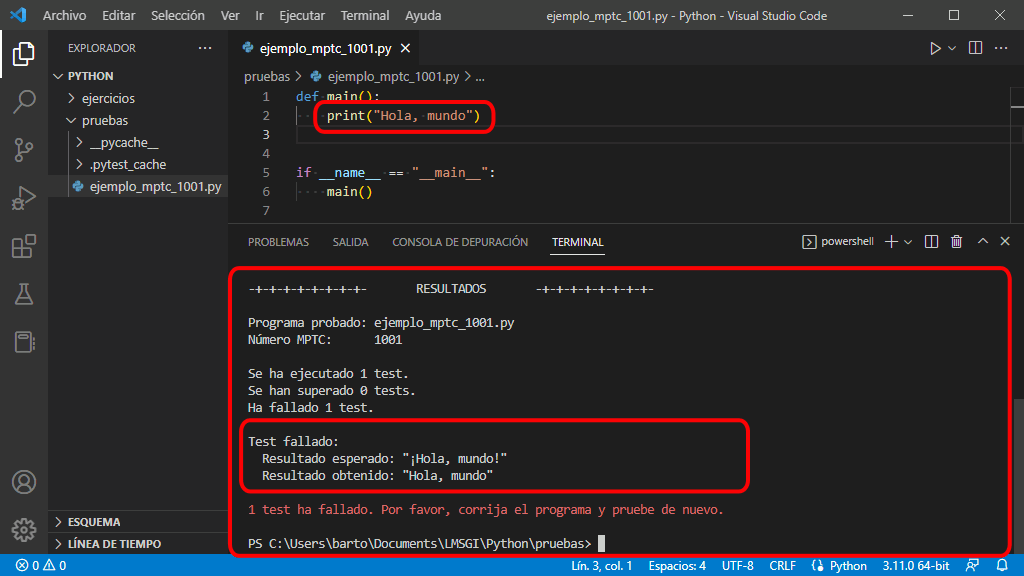 Archivo Editar Selección Ver Ir Ejecutar Terminal Ayuda ejemplo_mptc_1001.py - Python - Visual Studio Code
EXPLORADOR
PYTHON
ejercicios
pruebas
__pycache__
.pytest_cache
ejemplo_mptc_1001.py
ESQUEMA
LÍNEA DE TIEMPO
ejemplo_mptc_1001.py
pruebas > ejemplo_mptc_1001.py > ...
1 def main():
2 print("Hola, mundo")
3
4
5 if __name__ == "__main__":
6 main()
7
PROBLEMAS SALIDA CONSOLA DE DEPURACIÓN TERMINAL powershell
-+-+-+-+-+-+-+-+- RESULTADOS -+-+-+-+-+-+-+-+-
Programa probado: ejemplo_mptc_1001.py
Número MPTC: 1001
Se ha ejecutado 1 test.
Se han superado 0 tests.
Ha fallado 1 test.
Test fallado:
Resultado esperado: "¡Hola, mundo!"
Resultado obtenido: "Hola, mundo"
1 test ha fallado. Por favor, corrija el programa y pruebe de nuevo.
PS C:\Users\barto\Documents\LMSGI\Python\pruebas>
0 0 Lín. 3, col. 1 Espacios: 4 UTF-8 CRLF Python 3.11.0 64-bit